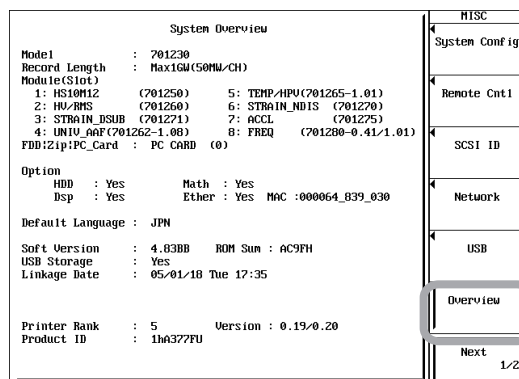 System Overview
Model : 701230
Record Length : Max1GW(50MW/CH)
Module(Slot)
1: HS10M12 (701250) 5: TEMP/HPV(701265-1.01)
2: HV/RMS (701260) 6: STRAIN_NDIS (701270)
3: STRAIN_DSUB (701271) 7: ACCL (701275)
4: UNIV_AAF(701262-1.08) 8: FREQ (701280-0.41/1.01)
FDD¦Zip¦PC_Card : PC CARD (0)
Option
HDD : Yes Math : Yes
Dsp : Yes Ether : Yes MAC :000064_839_030
Default Language : JPN
Soft Version : 4.83BB ROM Sum : AC9FH
USB Storage : Yes
Linkage Date : 05/01/18 Tue 17:35
Printer Rank : 5 Version : 0.19/0.20
Product ID : 1hA377FU
MISC
System Config
Remote Cntl
SCSI ID
Network
USB
Overview
Next
1/2